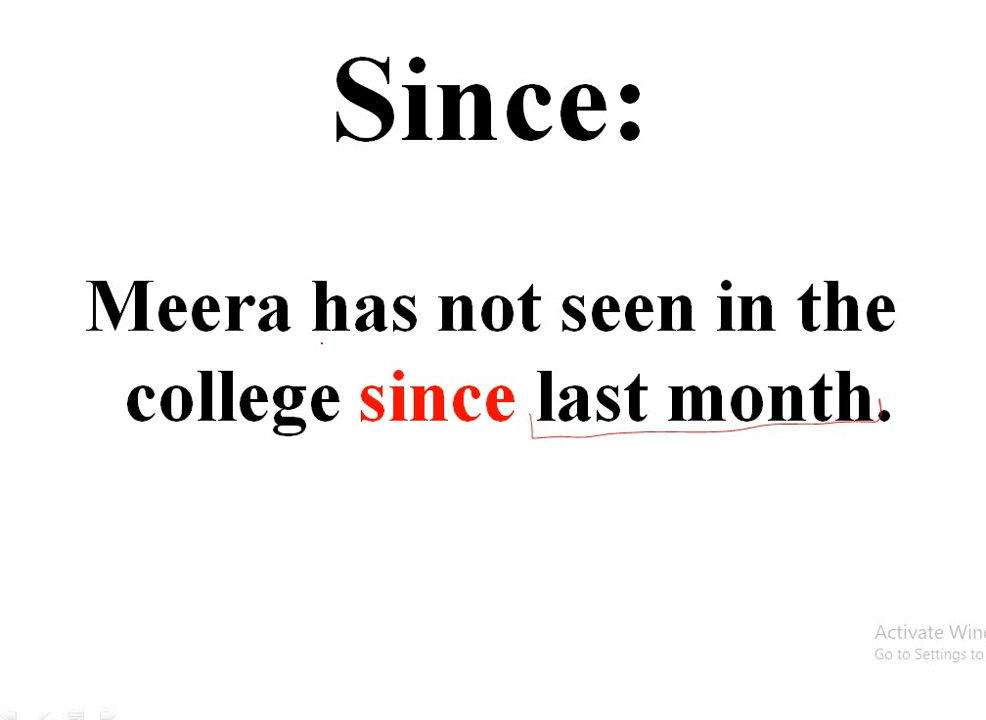 Since:
Meera has not seen in the
college since last month.
Activate Win
Go to Settings to